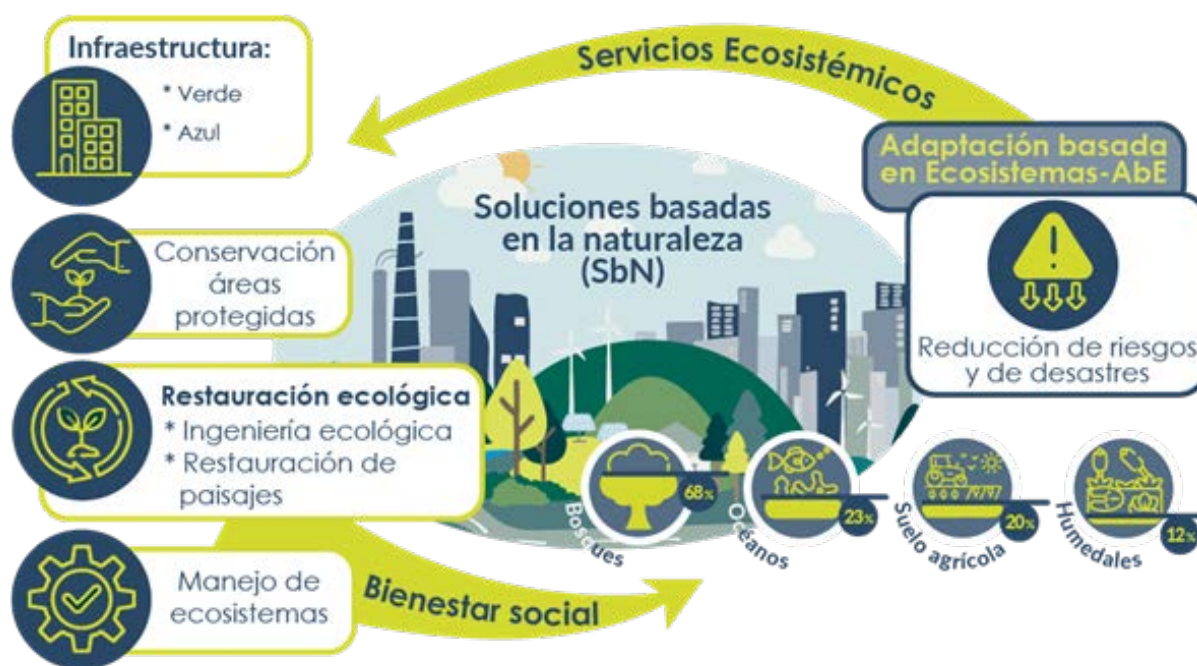 Infraestructura:
* Verde
* Azul
Servicios Ecosistémicos
Adaptación basada
en Ecosistemas-AbE
Reducción de riesgos
y de desastres
Soluciones basadas
en la naturaleza
(SbN)
Conservación
áreas
protegidas
Restauración ecológica
* Ingeniería ecológica
* Restauración de
paisajes
Manejo de
ecosistemas
Bienestar social
68%
Bosques
23%
Océanos
20%
Suelo agrícola
12%
Humedales